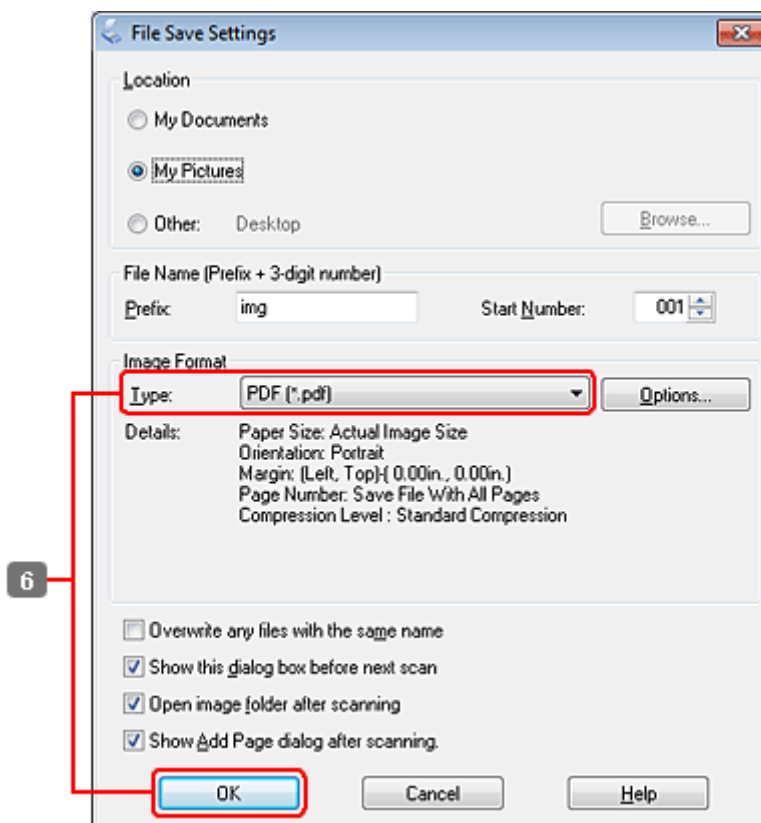 File Save Settings
Location
My Documents
My Pictures
Other: Desktop Browse...
File Name (Prefix + 3-digit number)
Prefix: img Start Number: 001
Image Format
Type: PDF (*.pdf) Options...
Details: Paper Size: Actual Image Size
Orientation: Portrait
Margin: (Left, Top)-( 0.00in., 0.00in.)
Page Number: Save File With All Pages
Compression Level : Standard Compression
6
Overwrite any files with the same name
Show this dialog box before next scan
Open image folder after scanning
Show Add Page dialog after scanning.
OK Cancel Help